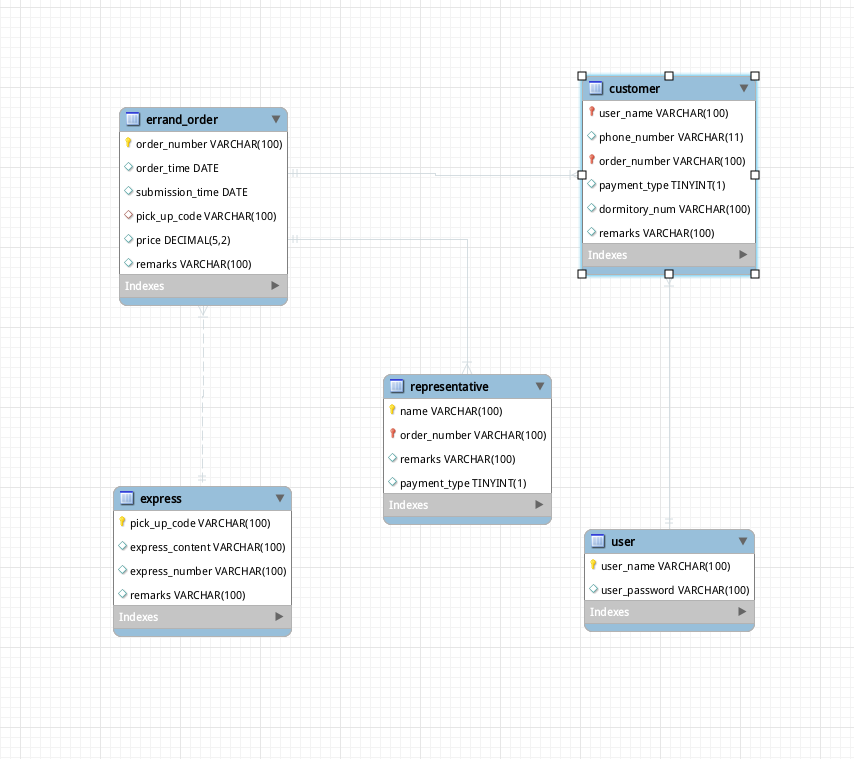 errand_order
order_number VARCHAR(100)
order_time DATE
submission_time DATE
pick_up_code VARCHAR(100)
price DECIMAL(5,2)
remarks VARCHAR(100)
Indexes
customer
user_name VARCHAR(100)
phone_number VARCHAR(11)
order_number VARCHAR(100)
payment_type TINYINT(1)
dormitory_num VARCHAR(100)
remarks VARCHAR(100)
Indexes
representative
name VARCHAR(100)
order_number VARCHAR(100)
remarks VARCHAR(100)
payment_type TINYINT(1)
Indexes
express
pick_up_code VARCHAR(100)
express_content VARCHAR(100)
express_number VARCHAR(100)
remarks VARCHAR(100)
Indexes
user
user_name VARCHAR(100)
user_password VARCHAR(100)
Indexes